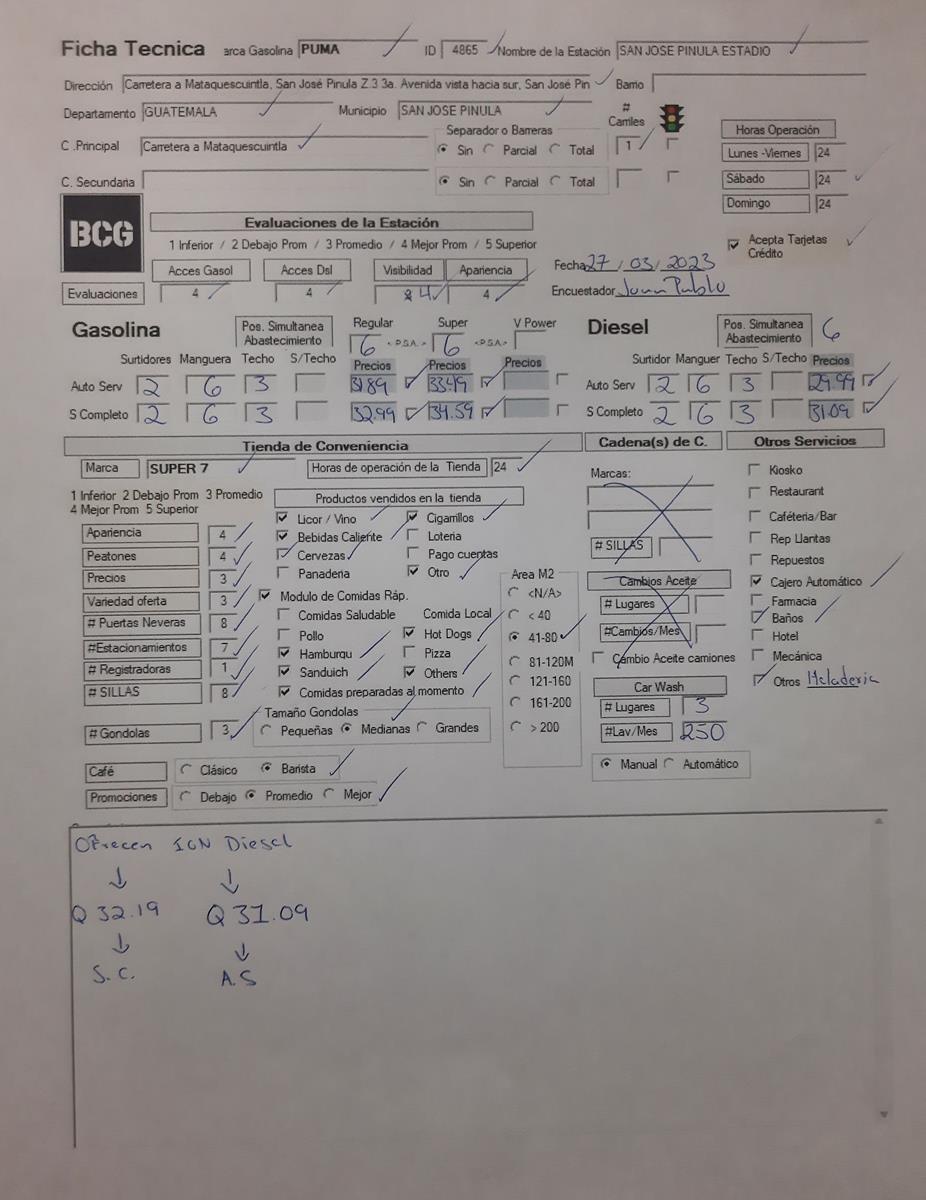 Ficha Tecnica arca Gasolina PUMA ID 4865 Nombre de la Estación SAN JOSE PINULA ESTADIO
Dirección Carretera a Mataquescuintla, San José Pinula Z.3 3a. Avenida vista hacia sur, San José Pin Barrio
Departamento GUATEMALA Municipio SAN JOSE PINULA # Carriles
C .Principal Carretera a Mataquescuintla Separador o Barreras Sin Parcial Total 1
C. Secundaria Sin Parcial Total
Horas Operación
Lunes -Viernes 24
Sábado 24
Domingo 24
BCG
Evaluaciones de la Estación
1 Inferior / 2 Debajo Prom / 3 Promedio / 4 Mejor Prom / 5 Superior
Acepta Tarjetas Crédito
Acces Gasol Acces Dsl Visibilidad Apariencia
Evaluaciones 4 4 4 4
Fecha 27 / 03 / 2023
Encuestador Juan Pablo
Gasolina Pos. Simultanea Abastecimiento Regular 6 <P.S.A.> Super 6 <P.S.A.> V Power
Surtidores Manguera Techo S/Techo Precios Precios Precios
Auto Serv 2 6 3 31.89 33.49
S Completo 2 6 3 32.99 34.59
Diesel Pos. Simultanea Abastecimiento 6
Surtidor Manguer Techo S/Techo Precios
Auto Serv 2 6 3 29.99
S Completo 2 6 3 31.09
Tienda de Conveniencia
Marca SUPER 7 Horas de operación de la Tienda 24
1 Inferior 2 Debajo Prom 3 Promedio
4 Mejor Prom 5 Superior
Apariencia 4
Peatones 4
Precios 3
Variedad oferta 3
# Puertas Neveras 8
#Estacionamientos 7
# Registradoras 1
# SILLAS 8
# Gondolas 3
Productos vendidos en la tienda
Licor / Vino Cigarrillos
Bebidas Caliente Loteria
Cervezas Pago cuentas
Panaderia Otro
Modulo de Comidas Ráp.
Comidas Saludable Comida Local
Pollo Hot Dogs
Hamburgu Pizza
Sanduich Others
Comidas preparadas al momento
Tamaño Gondolas
Pequeñas Medianas Grandes
Area M2
<N/A>
< 40
41-80
81-120M
121-160
161-200
> 200
Café Clásico Barista
Promociones Debajo Promedio Mejor
Cadena(s) de C.
Marcas:
# SILLAS
Cambios Aceite
# Lugares
#Cambios/Mes
Cambio Aceite camiones
Car Wash
# Lugares 3
#Lav/Mes 250
Manual Automático
Otros Servicios
Kiosko
Restaurant
Caféteria/Bar
Rep Llantas
Repuestos
Cajero Automático
Farmacia
Baños
Hotel
Mecánica
Otros Heladeria
Ofrecen ION Diesel
Q 32.19 Q 31.09
S.C. A.S